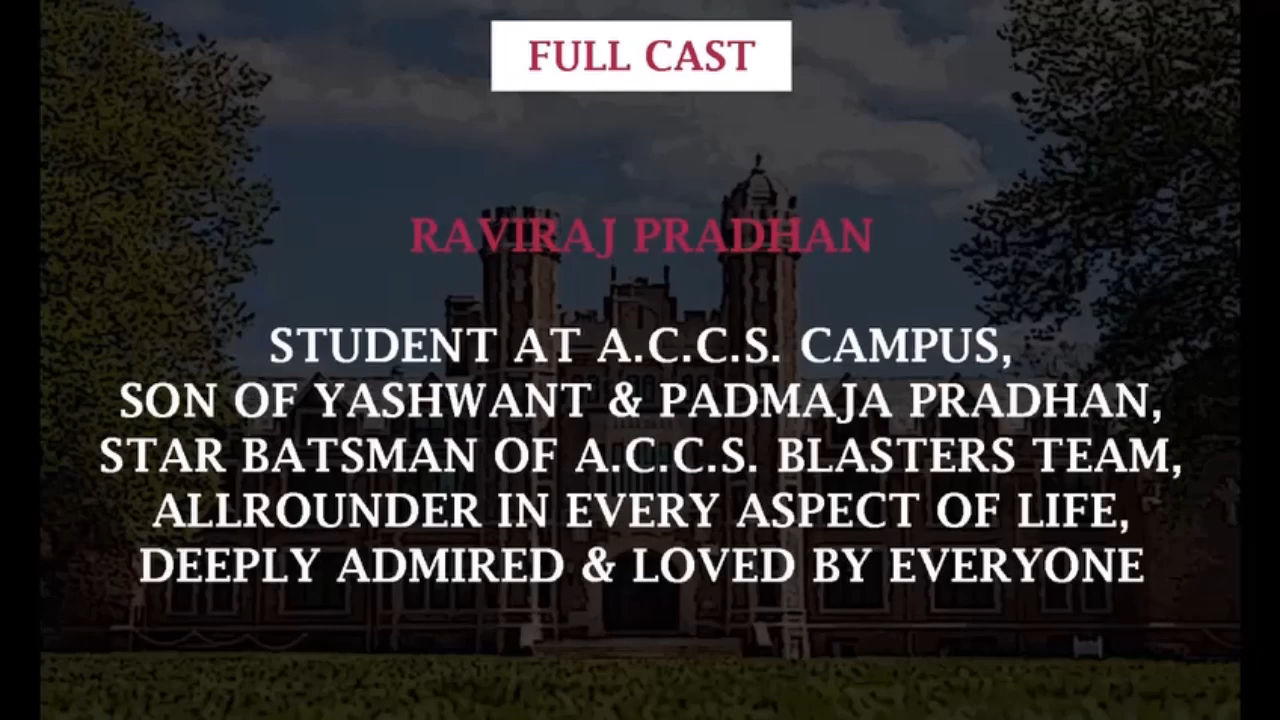 FULL CAST
RAVIRAJ PRADHAN
STUDENT AT A.C.C.S. CAMPUS,
SON OF YASHWANT & PADMAJA PRADHAN,
STAR BATSMAN OF A.C.C.S. BLASTERS TEAM,
ALLROUNDER IN EVERY ASPECT OF LIFE,
DEEPLY ADMIRED & LOVED BY EVERYONE